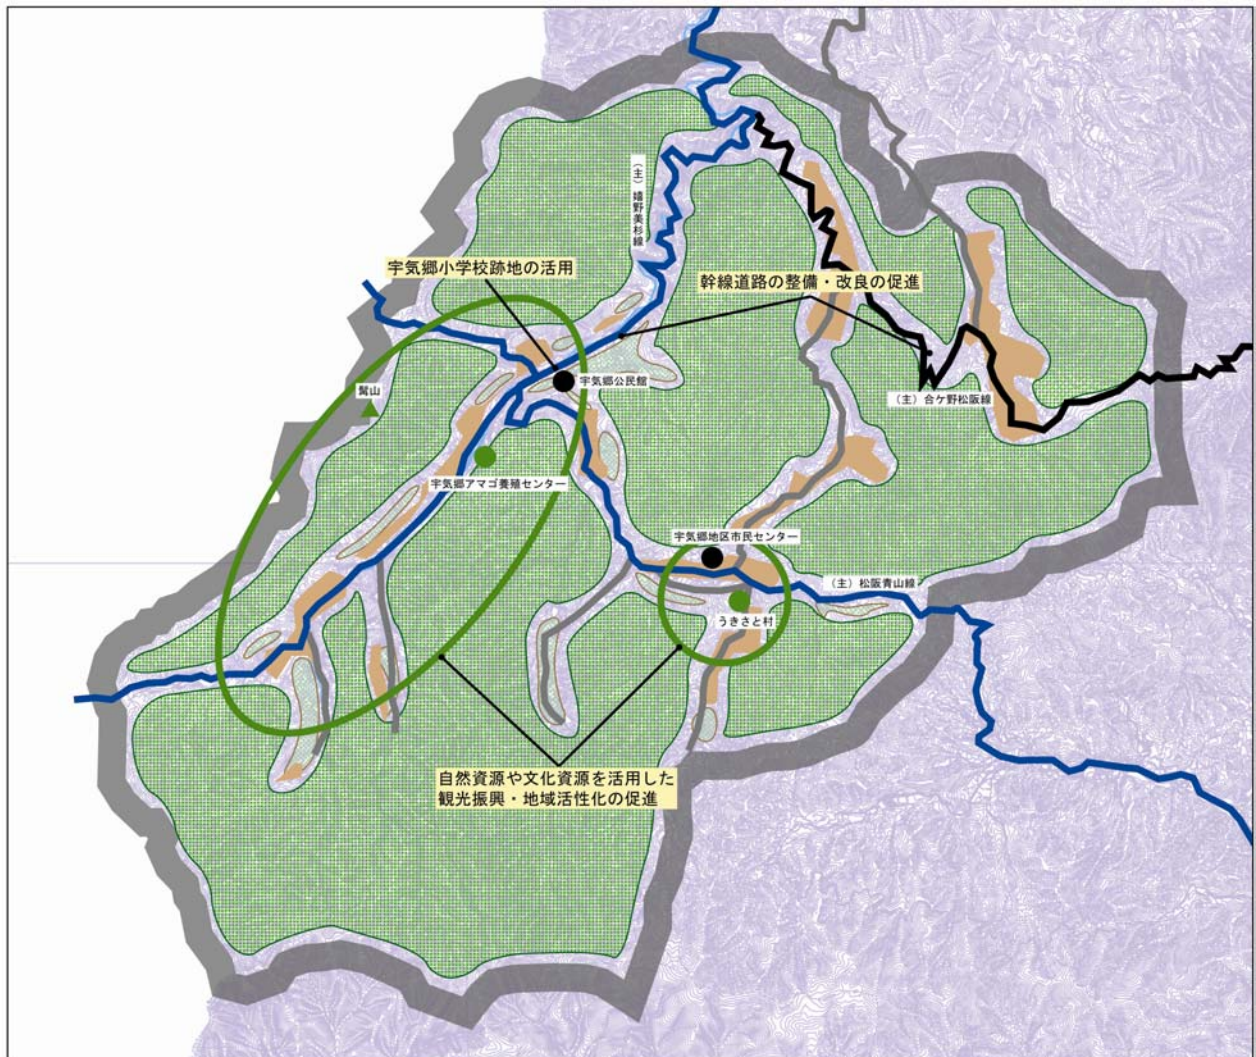 （主）嬉野美杉線
宇気郷小学校跡地の活用
幹線道路の整備・改良の促進
宇気郷公民館
髯山
（主）合ケ野松阪線
宇気郷アマゴ養殖センター
宇気郷地区市民センター
（主）松阪青山線
うきさと村
自然資源や文化資源を活用した
観光振興・地域活性化の促進